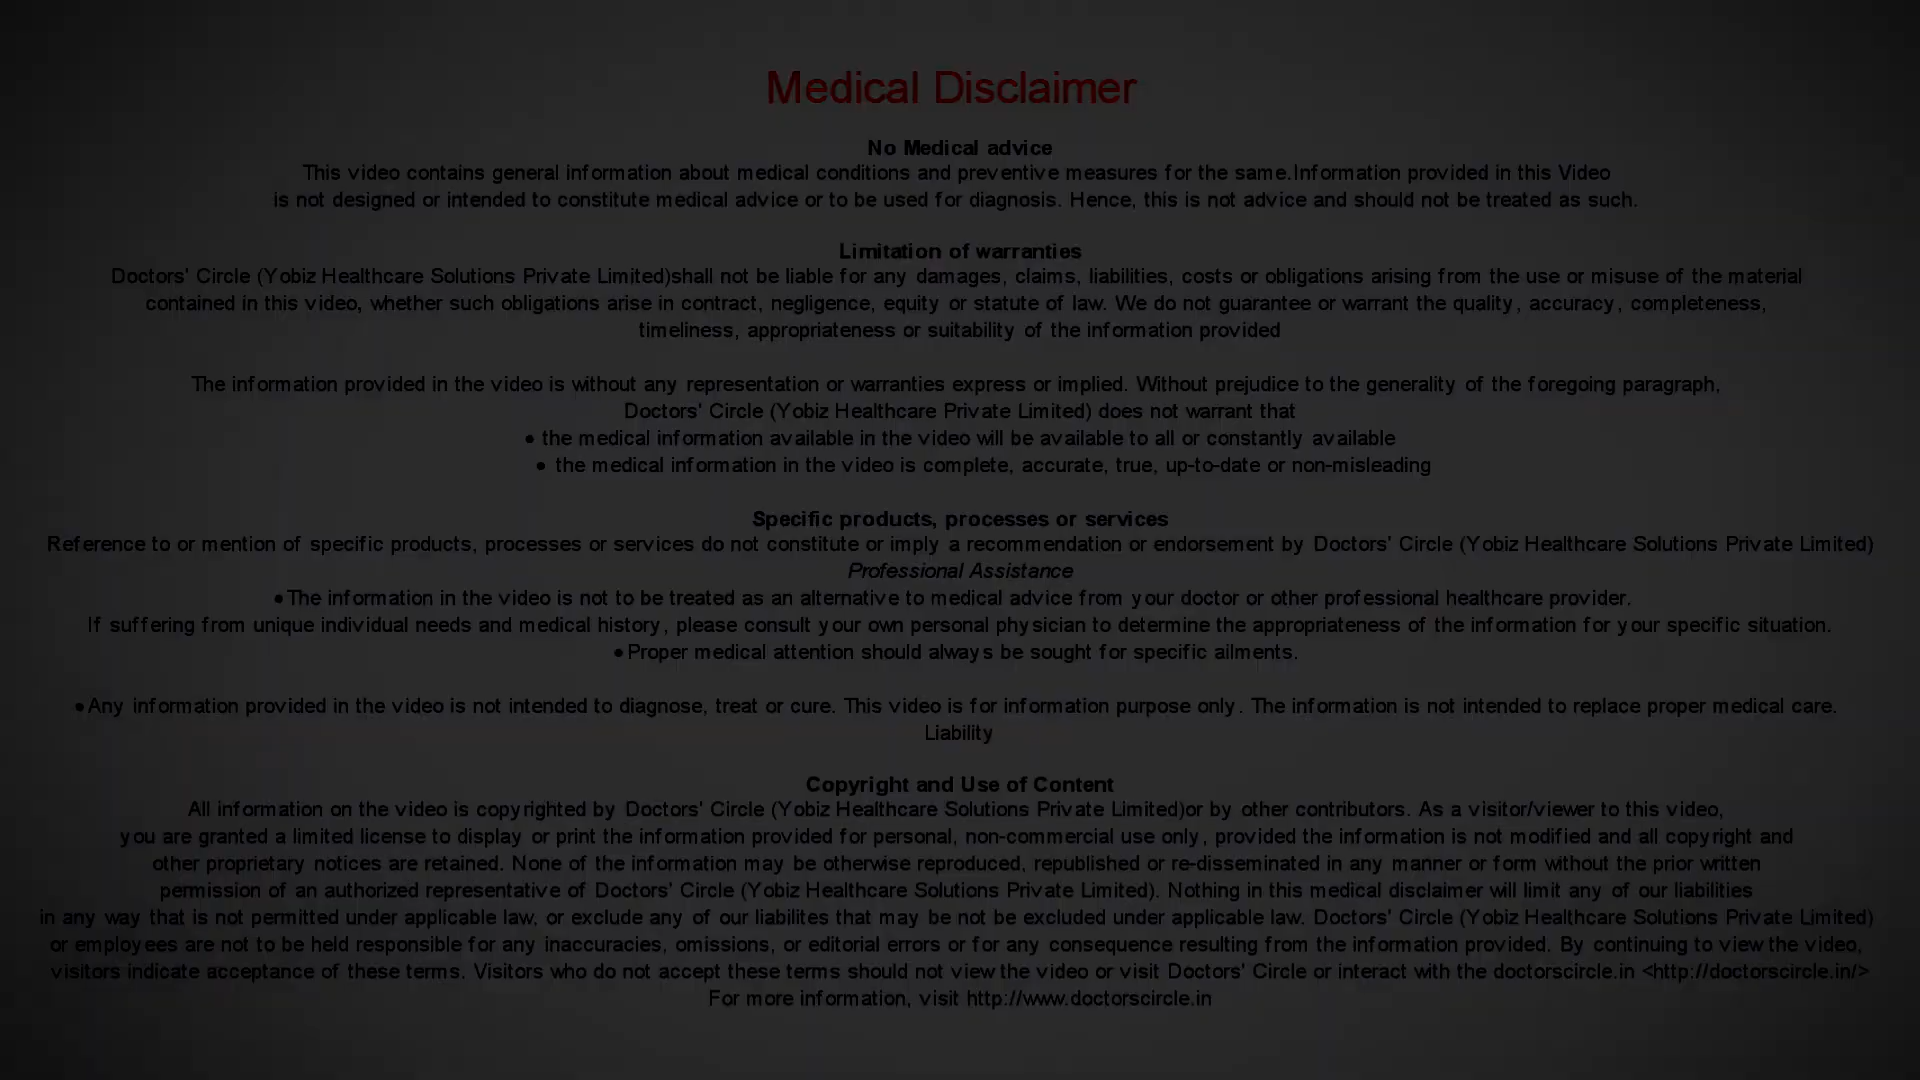 Medical Disclaimer
No Medical advice
This video contains general information about medical conditions and preventive measures for the same.Information provided in this Video
is not designed or intended to constitute medical advice or to be used for diagnosis. Hence, this is not advice and should not be treated as such.
Limitation of warranties
Doctors' Circle (Yobiz Healthcare Solutions Private Limited)shall not be liable for any damages, claims, liabilities, costs or obligations arising from the use or misuse of the material
contained in this video, whether such obligations arise in contract, negligence, equity or statute of law. We do not guarantee or warrant the quality, accuracy, completeness,
timeliness, appropriateness or suitability of the information provided
The information provided in the video is without any representation or warranties express or implied. Without prejudice to the generality of the foregoing paragraph,
Doctors' Circle (Yobiz Healthcare Private Limited) does not warrant that
• the medical information available in the video will be available to all or constantly available
• the medical information in the video is complete, accurate, true, up-to-date or non-misleading
Specific products, processes or services
Reference to or mention of specific products, processes or services do not constitute or imply a recommendation or endorsement by Doctors' Circle (Yobiz Healthcare Solutions Private Limited)
Professional Assistance
•The information in the video is not to be treated as an alternative to medical advice from your doctor or other professional healthcare provider.
If suffering from unique individual needs and medical history, please consult your own personal physician to determine the appropriateness of the information for your specific situation.
•Proper medical attention should always be sought for specific ailments.
•Any information provided in the video is not intended to diagnose, treat or cure. This video is for information purpose only. The information is not intended to replace proper medical care.
Liability
Copyright and Use of Content
All information on the video is copyrighted by Doctors' Circle (Yobiz Healthcare Solutions Private Limited)or by other contributors. As a visitor/viewer to this video,
you are granted a limited license to display or print the information provided for personal, non-commercial use only, provided the information is not modified and all copyright and
other proprietary notices are retained. None of the information may be otherwise reproduced, republished or re-disseminated in any manner or form without the prior written
permission of an authorized representative of Doctors' Circle (Yobiz Healthcare Solutions Private Limited). Nothing in this medical disclaimer will limit any of our liabilities
in any way that is not permitted under applicable law, or exclude any of our liabilites that may be not be excluded under applicable law. Doctors' Circle (Yobiz Healthcare Solutions Private Limited)
or employees are not to be held responsible for any inaccuracies, omissions, or editorial errors or for any consequence resulting from the information provided. By continuing to view the video,
visitors indicate acceptance of these terms. Visitors who do not accept these terms should not view the video or visit Doctors' Circle or interact with the doctorscircle.in <http://doctorscircle.in/>
For more information, visit http://www.doctorscircle.in